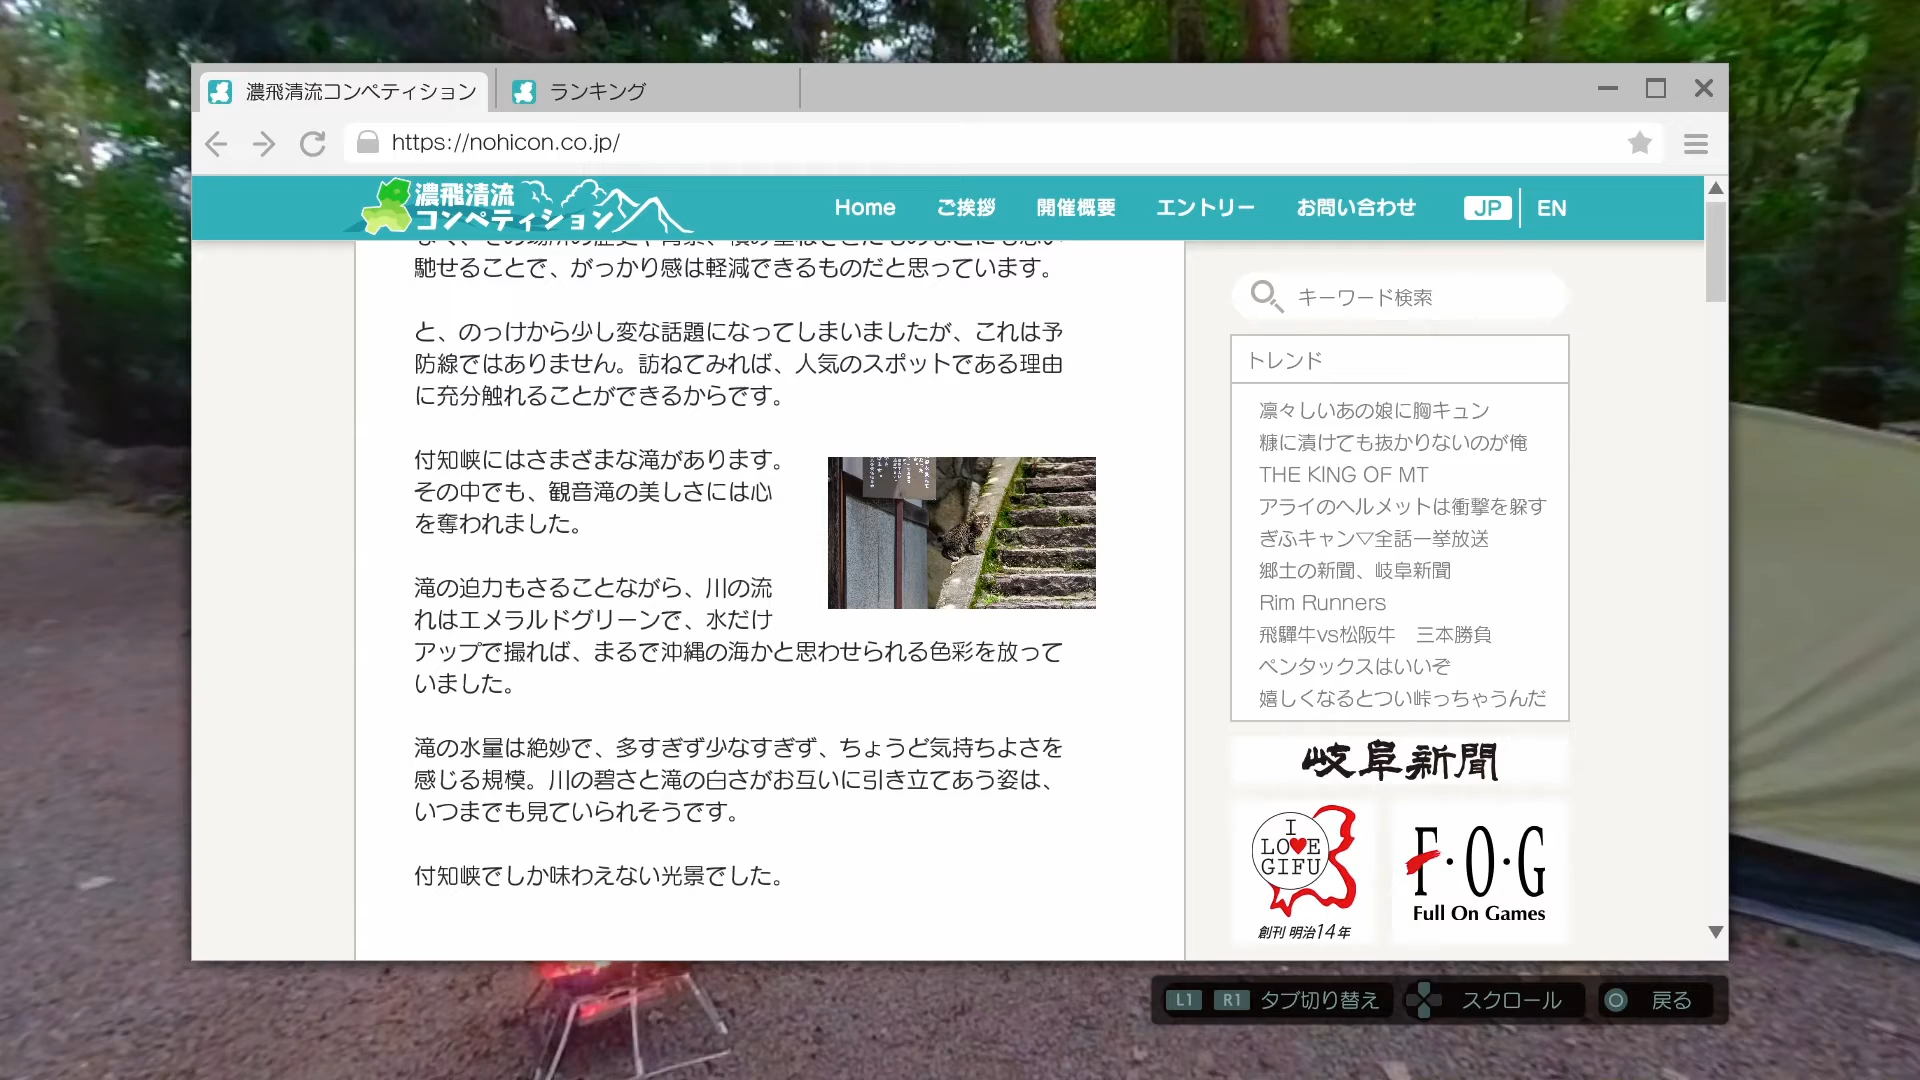 濃飛清流コンペティション
ランキング
https://nohicon.co.jp/
濃飛清流
コンペティション
Home
ご挨拶
開催概要
エントリー
お問い合わせ
JP
EN
馳せることで、がっかり感は軽減できるものだと思っています。
と、のっけから少し変な話題になってしまいましたが、これは予
防線ではありません。訪ねてみれば、人気のスポットである理由
に充分触れることができるからです。
付知峡にはさまざまな滝があります。
その中でも、観音滝の美しさには心
を奪われました。
滝の迫力もさることながら、川の流
れはエメラルドグリーンで、水だけ
アップで撮れば、まるで沖縄の海かと思わせられる色彩を放って
いました。
滝の水量は絶妙で、多すぎず少なすぎず、ちょうど気持ちよさを
感じる規模。川の碧さと滝の白さがお互いに引き立てあう姿は、
いつまでも見ていられそうです。
付知峡でしか味わえない光景でした。
キーワード検索
トレンド
凛々しいあの娘に胸キュン
糠に漬けても抜かりないのが俺
THE KING OF MT
アライのヘルメットは衝撃を躱す
ぎふキャン▽全話一挙放送
郷土の新聞、岐阜新聞
Rim Runners
飛騨牛vs松阪牛　三本勝負
ペンタックスはいいぞ
嬉しくなるとつい峠っちゃうんだ
岐阜新聞
I
LO♥E
GIFU
創刊 明治14年
F・O・G
Full On Games
L1 R1 タブ切り替え
スクロール
戻る